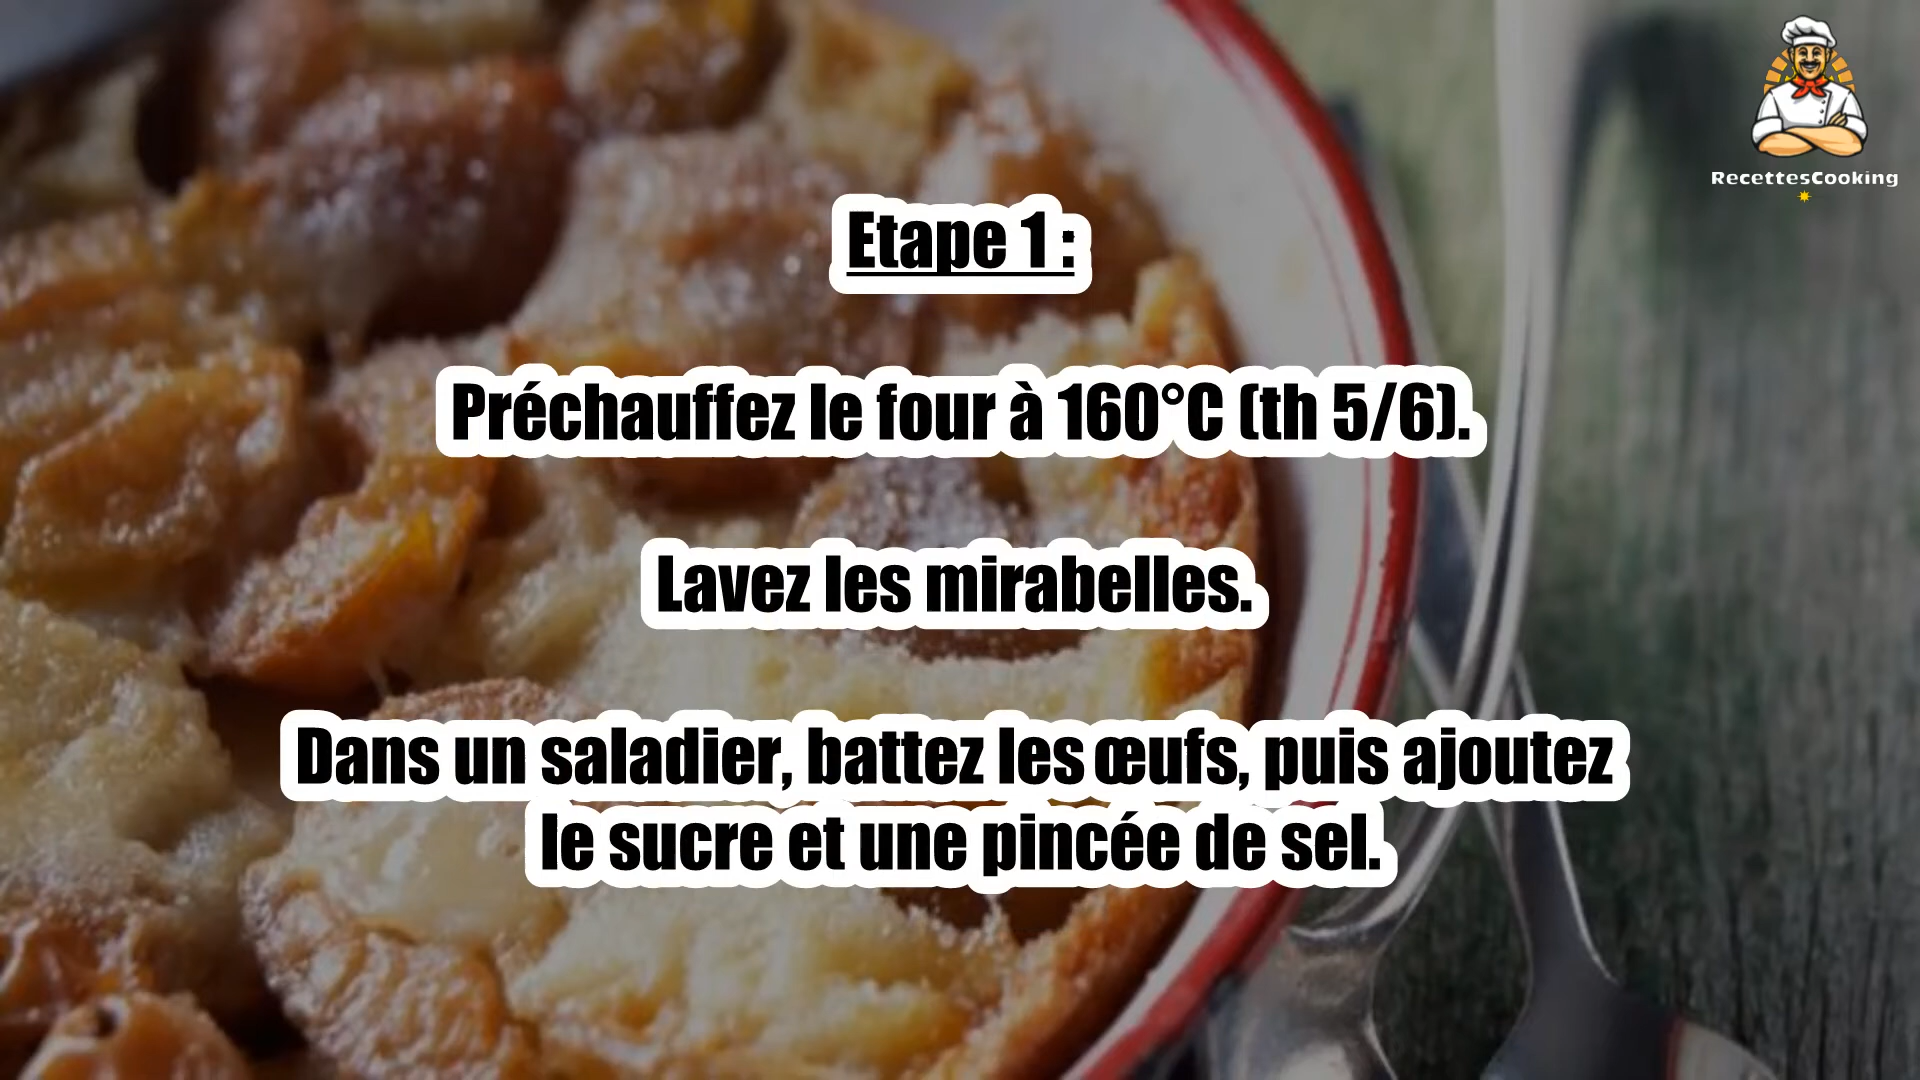 RecettesCooking
Etape 1 :
Préchauffez le four à 160°C (th 5/6).
Lavez les mirabelles.
Dans un saladier, battez les œufs, puis ajoutez
le sucre et une pincée de sel.